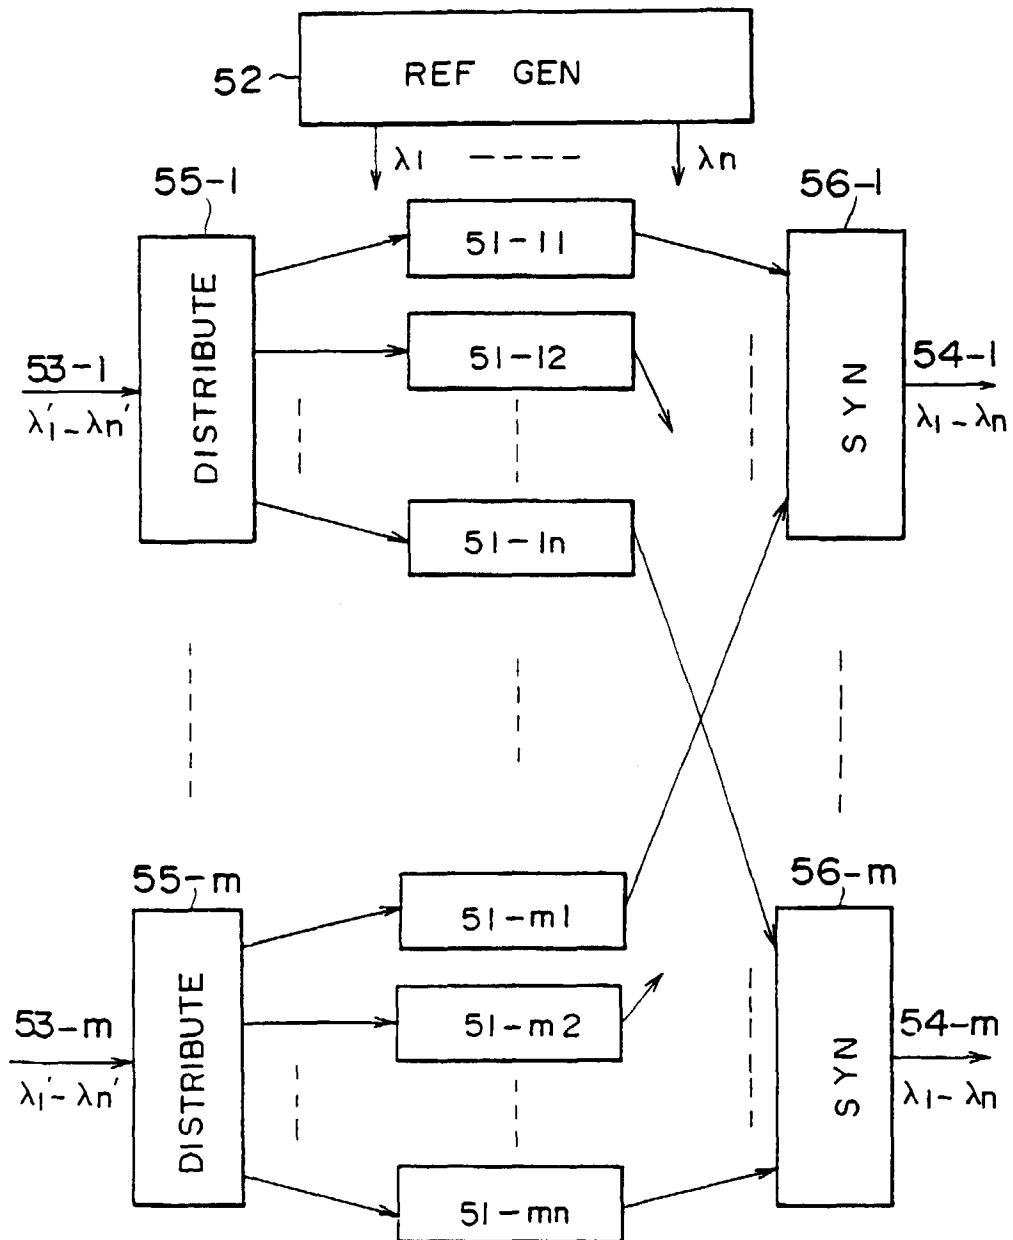 52
REF GEN
λ1 ---- λn
55-1
56-1
51-11
DISTRIBUTE
51-12
53-1
λ1'-λn'
SYN
54-1
λ1-λn
51-1n
55-m
56-m
51-m1
DISTRIBUTE
51-m2
53-m
λ1'-λn'
SYN
54-m
λ1-λn
51-mn